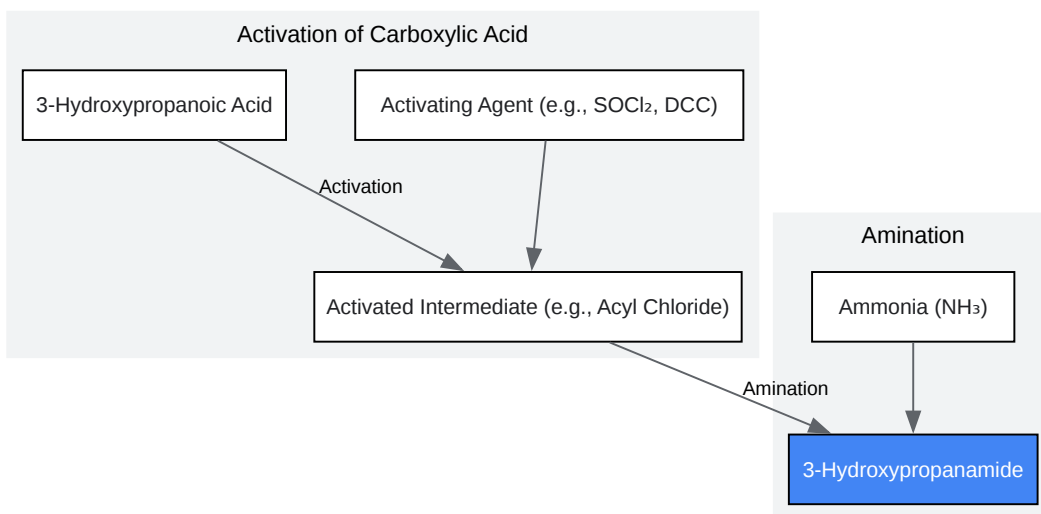 Activation of Carboxylic Acid
3-Hydroxypropanoic Acid
Activating Agent (e.g., SOCl₂, DCC)
Activation
Activated Intermediate (e.g., Acyl Chloride)
Amination
Ammonia (NH₃)
Amination
3-Hydroxypropanamide